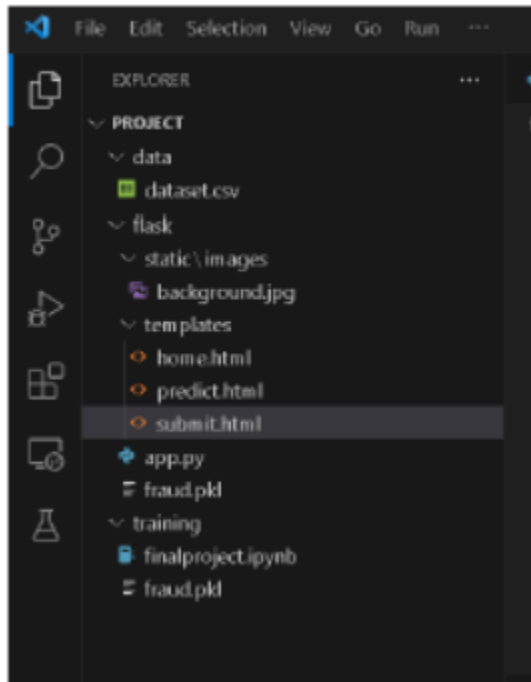 File Edit Selection View Go Run ...
EXPLORER ...
PROJECT
data
dataset.csv
flask
static\images
background.jpg
templates
home.html
predict.html
submit.html
app.py
fraud.pkl
training
finalproject.ipynb
fraud.pkl